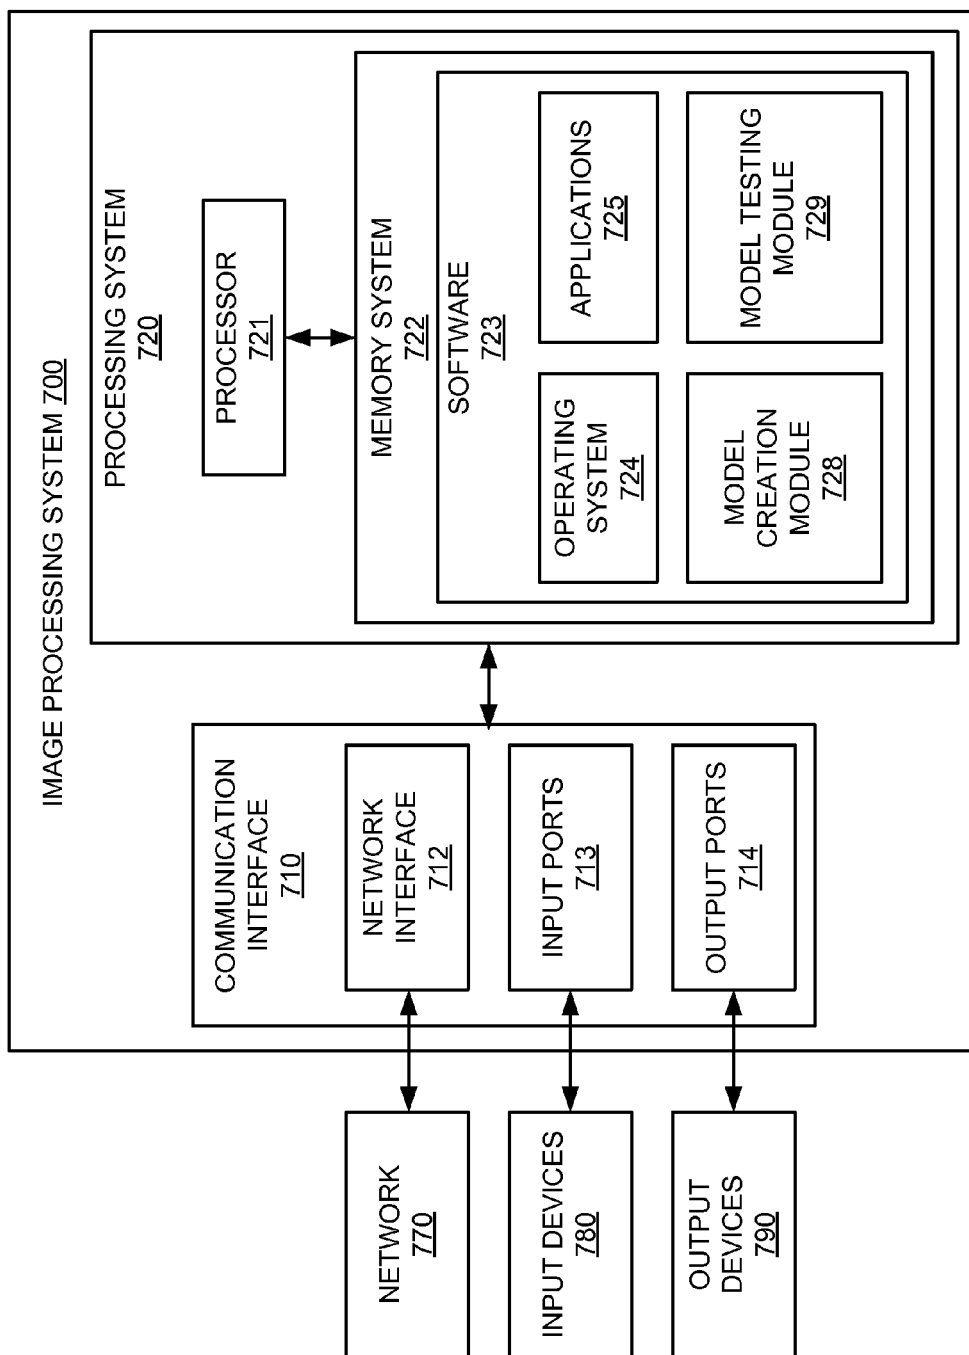 IMAGE PROCESSING SYSTEM 700
PROCESSING SYSTEM
720
PROCESSOR
721
MEMORY SYSTEM
722
SOFTWARE
723
OPERATING
SYSTEM
724
APPLICATIONS
725
MODEL
CREATION
MODULE
728
MODEL TESTING
MODULE
729
COMMUNICATION
INTERFACE
710
NETWORK
INTERFACE
712
INPUT PORTS
713
OUTPUT PORTS
714
NETWORK
770
INPUT DEVICES
780
OUTPUT
DEVICES
790